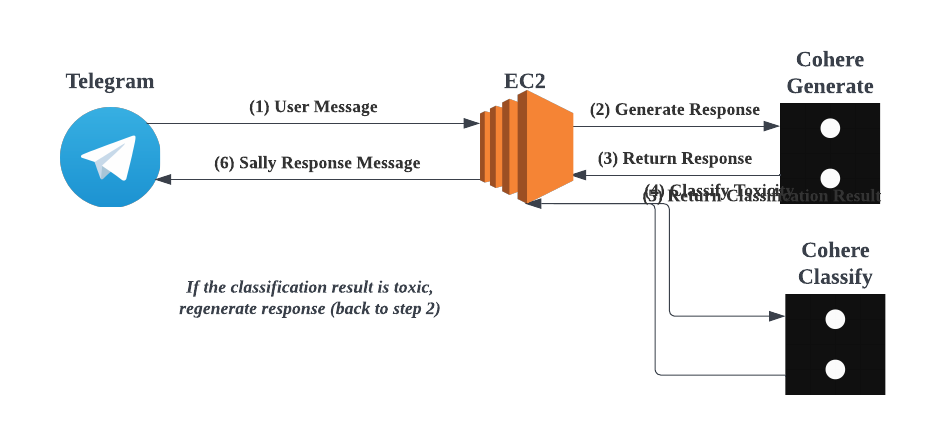 Telegram
EC2
Cohere
Generate
(1) User Message
(2) Generate Response
(6) Sally Response Message
(3) Return Response
(4) Classify Toxicity
(5) Return Classification Result
Cohere
Classify
If the classification result is toxic,
regenerate response (back to step 2)